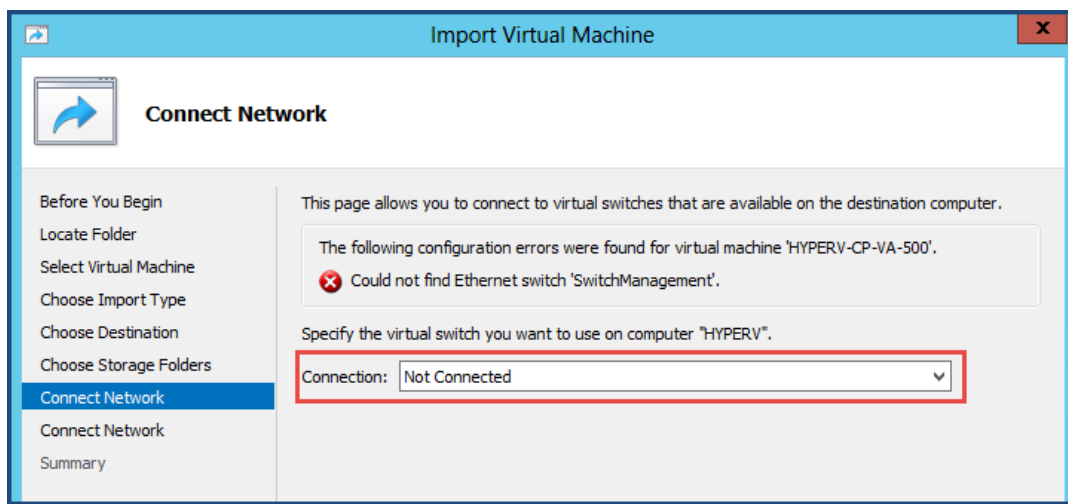 Import Virtual Machine
x
Connect Network
Before You Begin
Locate Folder
Select Virtual Machine
Choose Import Type
Choose Destination
Choose Storage Folders
Connect Network
Connect Network
Summary
This page allows you to connect to virtual switches that are available on the destination computer.
The following configuration errors were found for virtual machine 'HYPERV-CP-VA-500'.
Could not find Ethernet switch 'SwitchManagement'.
Specify the virtual switch you want to use on computer "HYPERV".
Connection: Not Connected